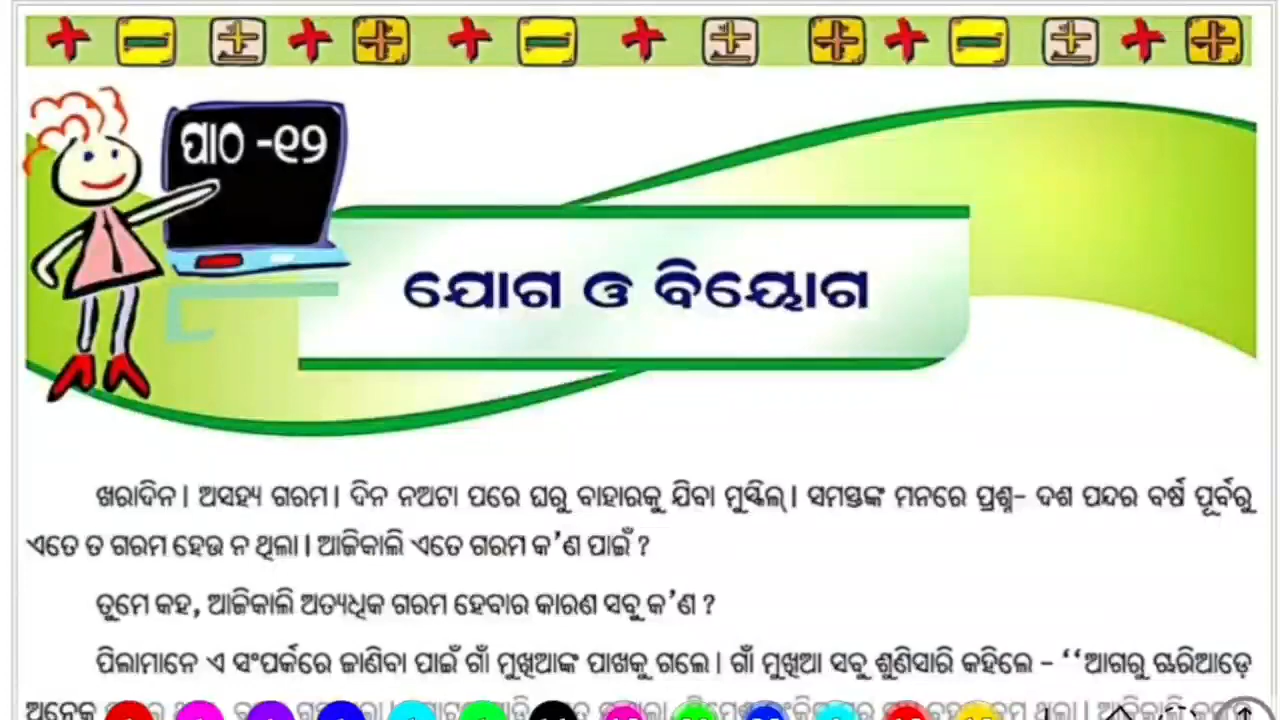 ପାଠ -୧୨
ଯୋଗ ଓ ବିୟୋଗ
ଖରାଦିନ । ଅସହ୍ୟ ଗରମ । ଦିନ ନଅଟା ପରେ ଘରୁ ବାହାରକୁ ଯିବା ମୁସ୍କିଲ୍ । ସମସ୍ତଙ୍କ ମନରେ ପ୍ରଶ୍ନ– ଦଶ ପନ୍ଦର ବର୍ଷ ପୂର୍ବରୁ
ଏତେ ତ ଗରମ ହେଉ ନ ଥିଲା । ଆଜିକାଲି ଏତେ ଗରମ କ’ଣ ପାଇଁ ?
ତୁମେ କହ, ଆଜିକାଲି ଅତ୍ୟଧିକ ଗରମ ହେବାର କାରଣ ସବୁ କ’ଣ ?
ପିଲାମାନେ ଏ ସଂପର୍କରେ ଜାଣିବା ପାଇଁ ଗାଁ ମୁଖିଆଙ୍କ ପାଖକୁ ଗଲେ । ଗାଁ ମୁଖିଆ ସବୁ ଶୁଣିସାରି କହିଲେ – ‘‘ଆଗରୁ ଋରିଆଡ଼େ
ଅନେକ